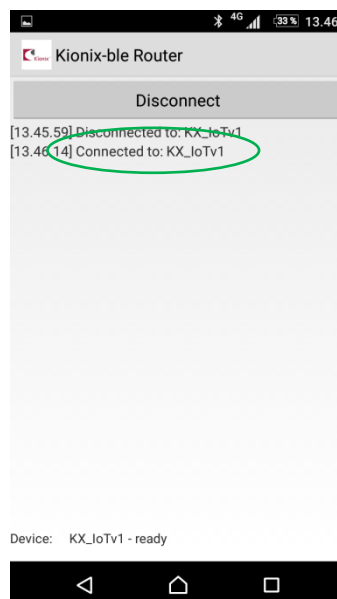 4G 33% 13.46
Kionix Kionix-ble Router
Disconnect
[13.45.59] Disconnected to: KX_IoTv1
[13.46.14] Connected to: KX_IoTv1
Device: KX_IoTv1 - ready